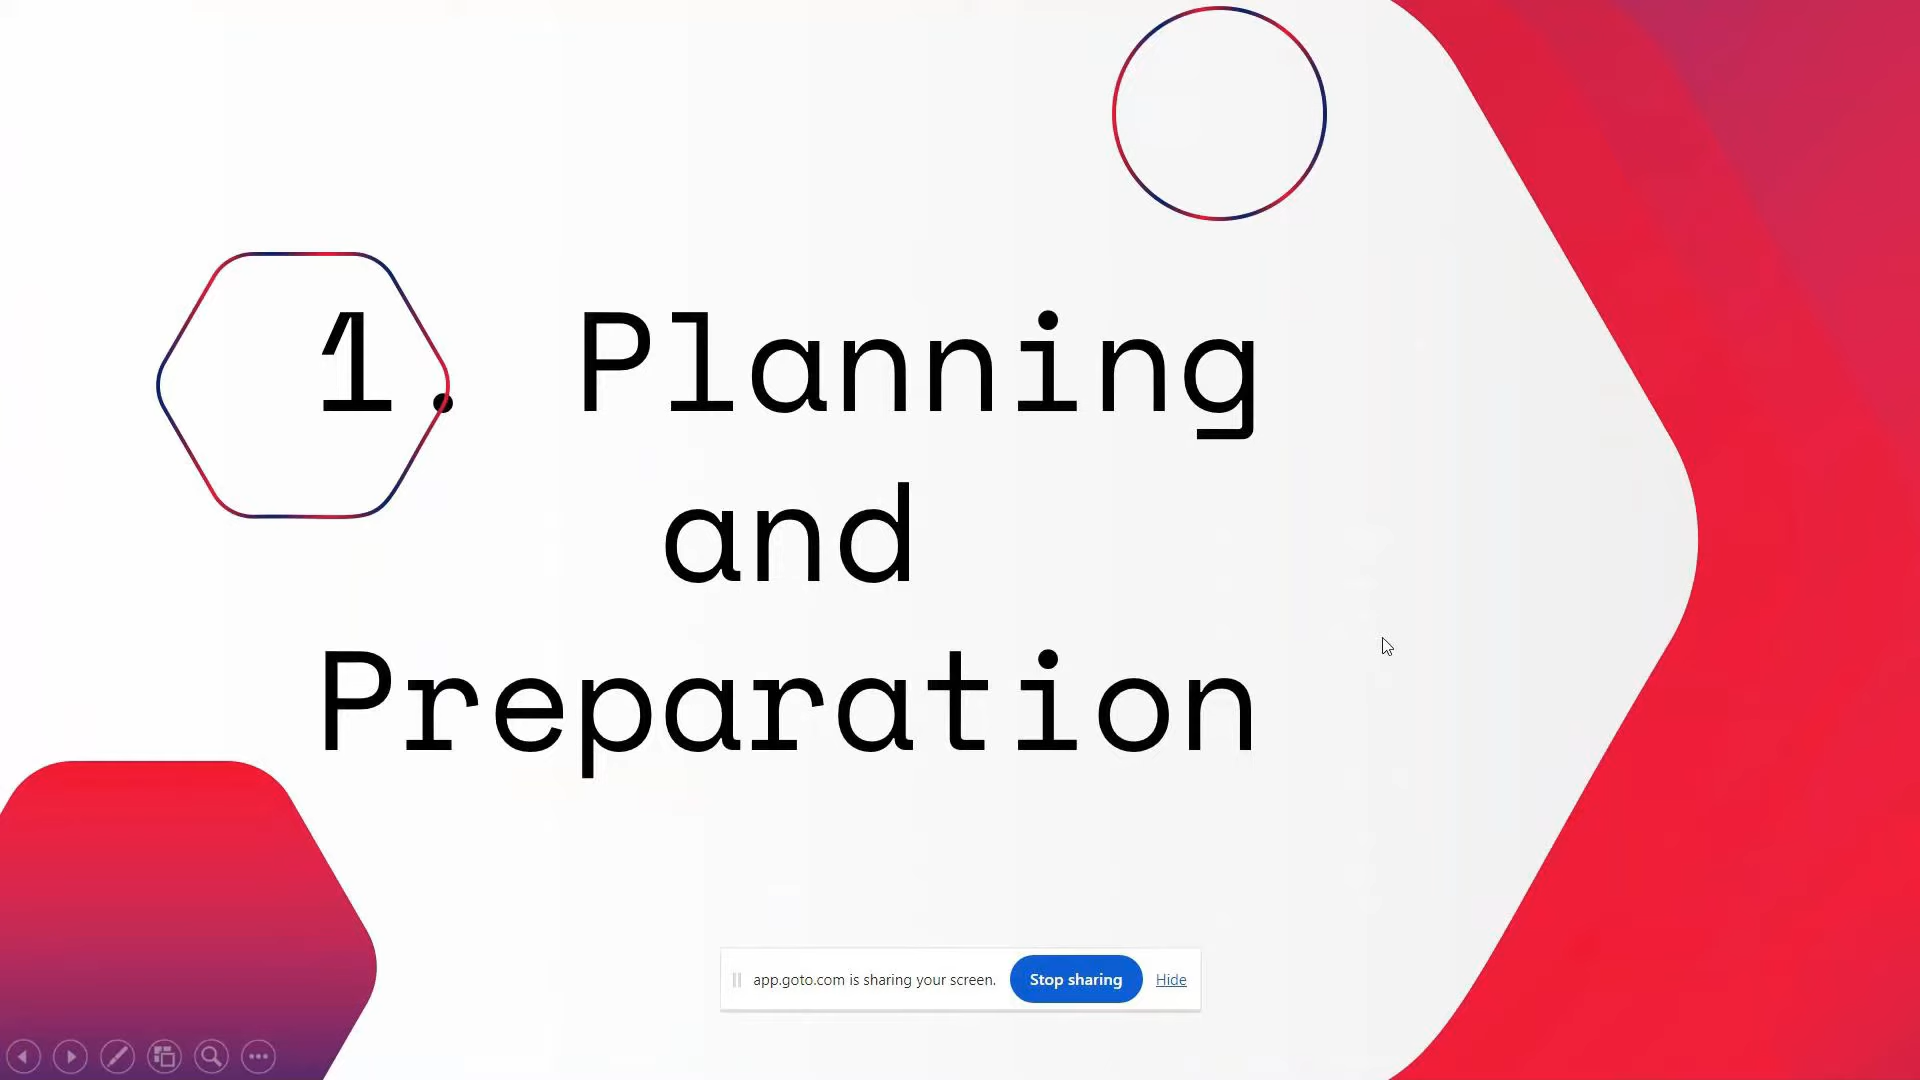 1. Planning
and
Preparation
app.goto.com is sharing your screen. Stop sharing Hide